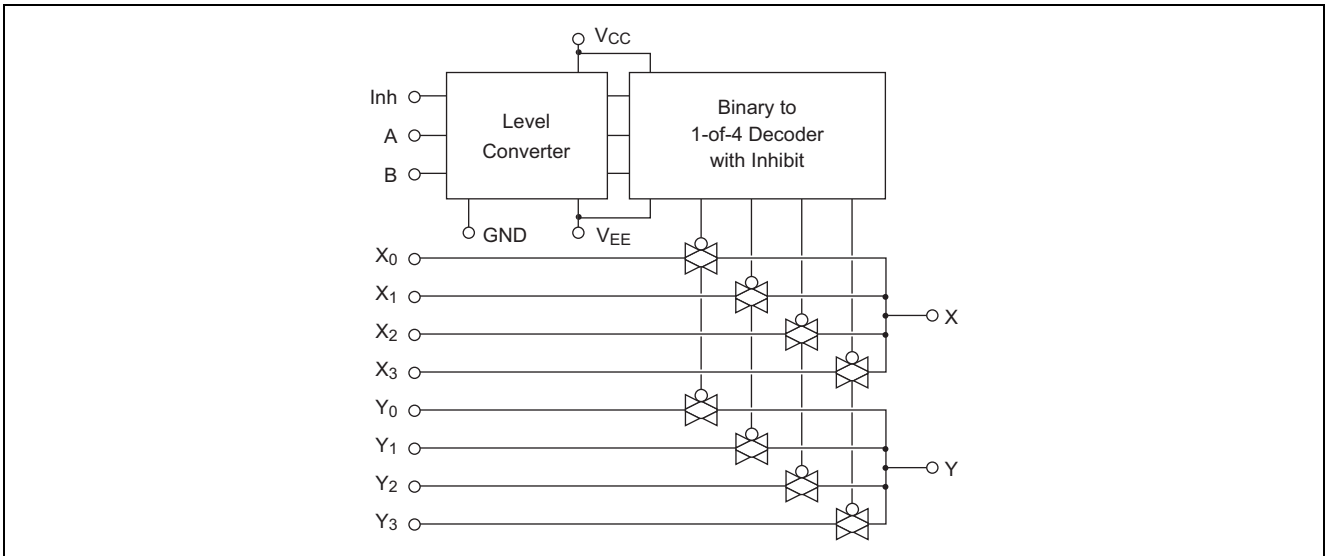 VCC
Inh
A
B
Level
Converter
Binary to
1-of-4 Decoder
with Inhibit
GND
VEE
X0
X1
X2
X3
X
Y0
Y1
Y2
Y3
Y